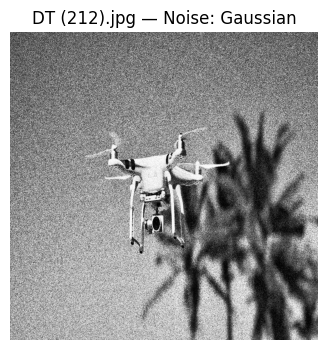 DT (212).jpg — Noise: Gaussian